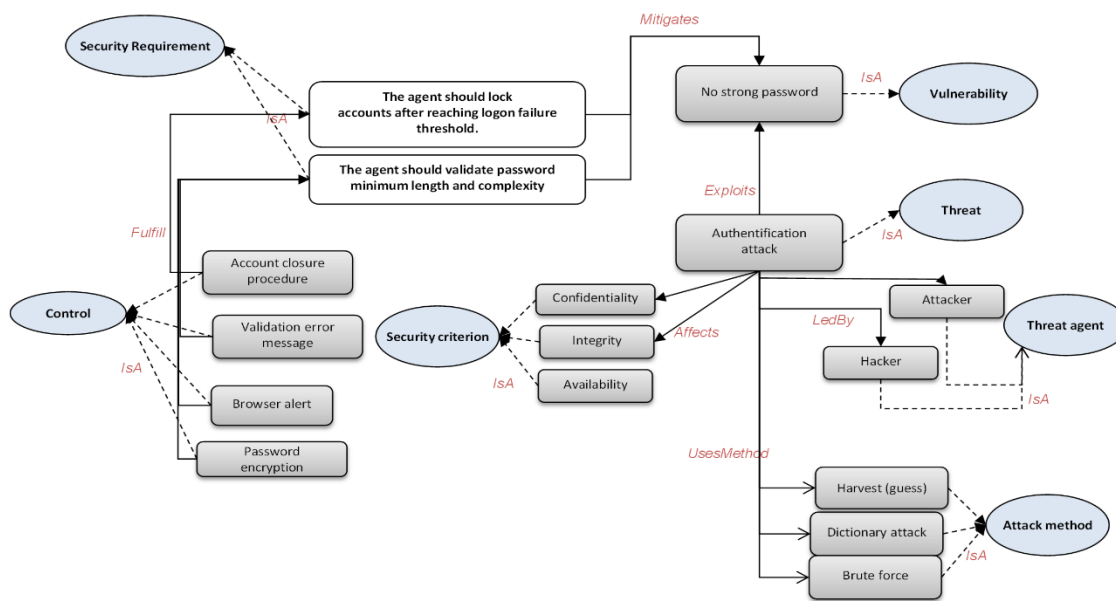 Mitigates
Security Requirement
The agent should lock
accounts after reaching logon failure
threshold.
No strong password
IsA
Vulnerability
IsA
The agent should validate password
minimum length and complexity
Exploits
Threat
Fulfill
Authentification
attack
IsA
Account closure
procedure
Confidentiality
Attacker
Control
Validation error
message
Security criterion
Integrity
Affects
LedBy
Threat agent
Hacker
IsA
IsA
Availability
IsA
Browser alert
Password
encryption
UsesMethod
Harvest (guess)
Attack method
Dictionary attack
IsA
Brute force